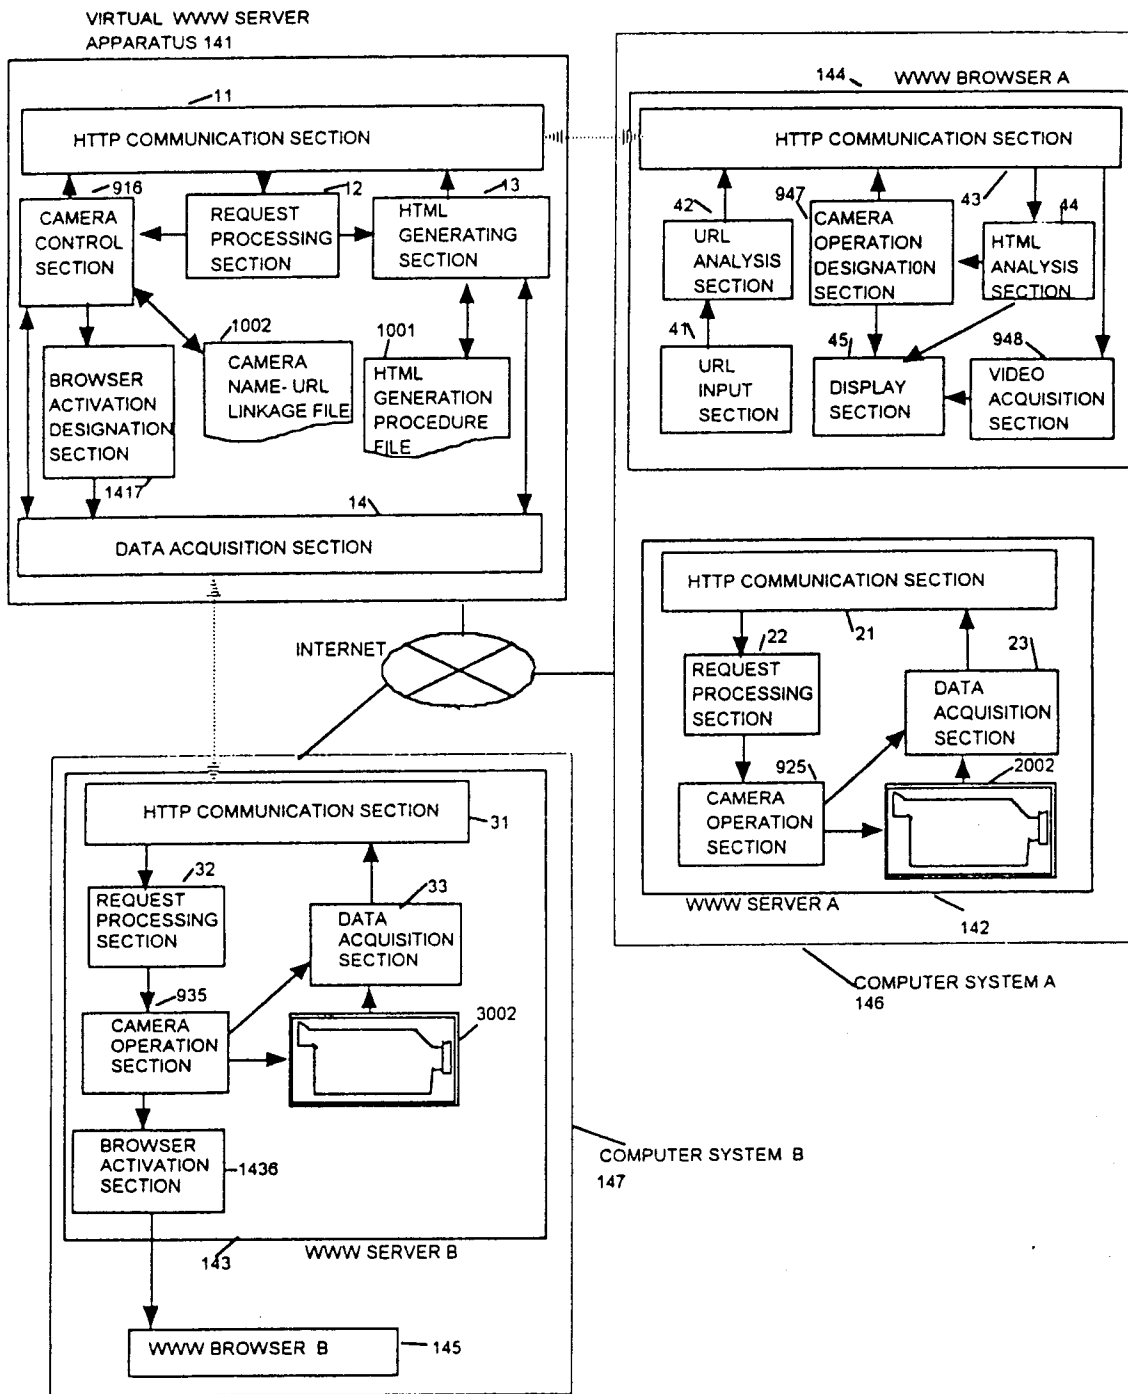 VIRTUAL WWW SERVER
APPARATUS 141
11
HTTP COMMUNICATION SECTION
916
CAMERA
CONTROL
SECTION
12
REQUEST
PROCESSING
SECTION
13
HTML
GENERATING
SECTION
1002
CAMERA
NAME- URL
LINKAGE FILE
1001
HTML
GENERATION
PROCEDURE
FILE
BROWSER
ACTIVATION
DESIGNATION
SECTION
1417
14
DATA ACQUISITION SECTION
144
WWW BROWSER A
HTTP COMMUNICATION SECTION
43
42
URL
ANALYSIS
SECTION
947
CAMERA
OPERATION
DESIGNATION
SECTION
44
HTML
ANALYSIS
SECTION
41
URL
INPUT
SECTION
45
DISPLAY
SECTION
948
VIDEO
ACQUISITION
SECTION
HTTP COMMUNICATION SECTION
21
22
REQUEST
PROCESSING
SECTION
23
DATA
ACQUISITION
SECTION
925
CAMERA
OPERATION
SECTION
2002
WWW SERVER A
142
COMPUTER SYSTEM A
146
INTERNET
HTTP COMMUNICATION SECTION
31
32
REQUEST
PROCESSING
SECTION
33
DATA
ACQUISITION
SECTION
935
CAMERA
OPERATION
SECTION
3002
BROWSER
ACTIVATION
SECTION
1436
143
WWW SERVER B
COMPUTER SYSTEM B
147
WWW BROWSER B
145